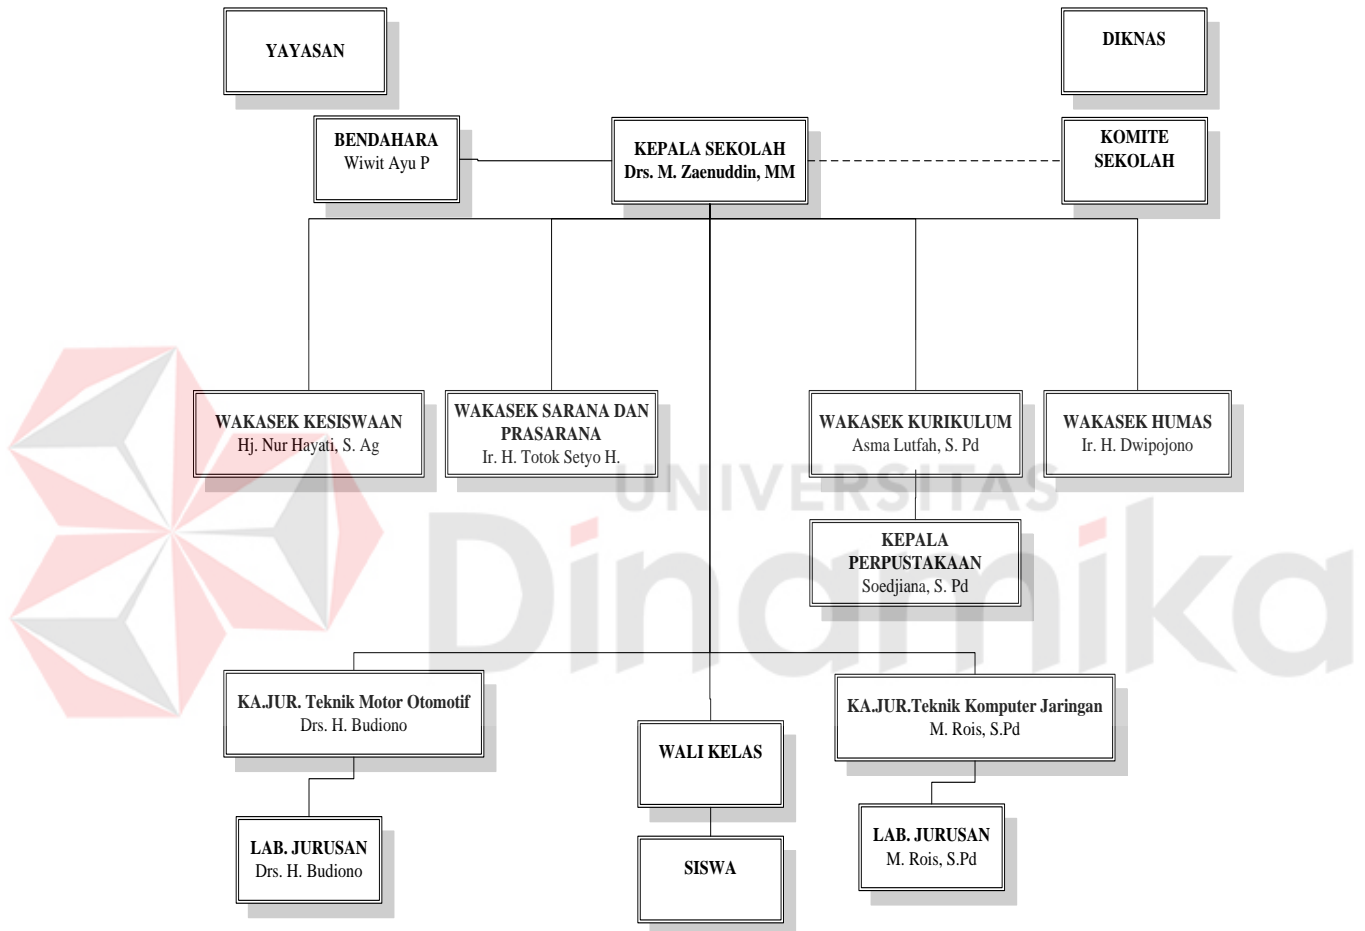 YAYASAN
DIKNAS
BENDAHARA
Wiwit Ayu P
KEPALA SEKOLAH
Drs. M. Zaenuddin, MM
KOMITE
SEKOLAH
WAKASEK KESISWAAN
Hj. Nur Hayati, S. Ag
WAKASEK SARANA DAN
PRASARANA
Ir. H. Totok Setyo H.
WAKASEK KURIKULUM
Asma Lutfah, S. Pd
WAKASEK HUMAS
Ir. H. Dwipojono
UNIVERSITAS
Dinamika
KEPALA
PERPUSTAKAAN
Soedjiana, S. Pd
KA.JUR. Teknik Motor Otomotif
Drs. H. Budiono
WALI KELAS
KA.JUR.Teknik Komputer Jaringan
M. Rois, S.Pd
LAB. JURUSAN
Drs. H. Budiono
SISWA
LAB. JURUSAN
M. Rois, S.Pd